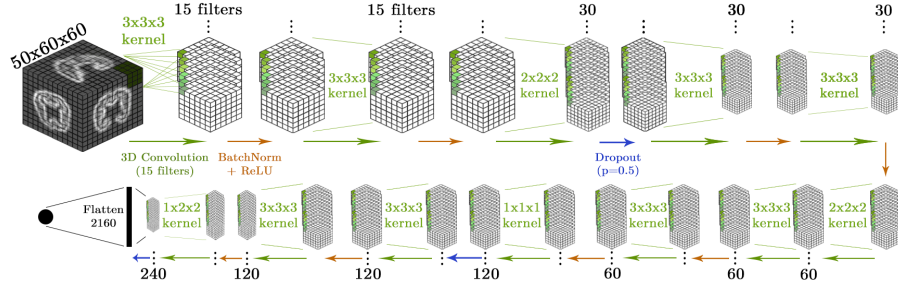 15 filters
15 filters
30
30
30
50x60x60
3x3x3
kernel
3x3x3
kernel
2x2x2
kernel
3x3x3
kernel
3x3x3
kernel
3D Convolution
(15 filters)
BatchNorm
+ ReLU
Dropout
(p=0.5)
Flatten
2160
1x2x2
kernel
3x3x3
kernel
3x3x3
kernel
1x1x1
kernel
3x3x3
kernel
3x3x3
kernel
2x2x2
kernel
240
120
120
120
60
60
60